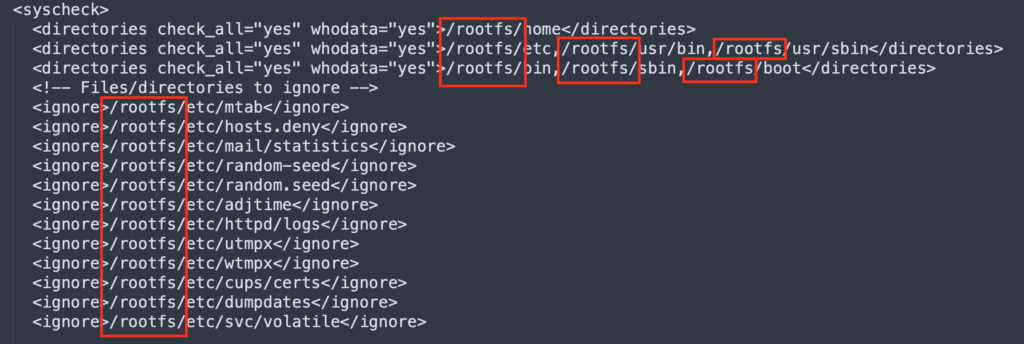 <syscheck>
<directories check_all="yes" whodata="yes">/rootfs/home</directories>
<directories check_all="yes" whodata="yes">/rootfs/etc,/rootfs/usr/bin,/rootfs/usr/sbin</directories>
<directories check_all="yes" whodata="yes">/rootfs/bin,/rootfs/sbin,/rootfs/boot</directories>
<!-- Files/directories to ignore -->
<ignore>/rootfs/etc/mtab</ignore>
<ignore>/rootfs/etc/hosts.deny</ignore>
<ignore>/rootfs/etc/mail/statistics</ignore>
<ignore>/rootfs/etc/random-seed</ignore>
<ignore>/rootfs/etc/random.seed</ignore>
<ignore>/rootfs/etc/adjtime</ignore>
<ignore>/rootfs/etc/httpd/logs</ignore>
<ignore>/rootfs/etc/utmpx</ignore>
<ignore>/rootfs/etc/wtmpx</ignore>
<ignore>/rootfs/etc/cups/certs</ignore>
<ignore>/rootfs/etc/dumpdates</ignore>
<ignore>/rootfs/etc/svc/volatile</ignore>